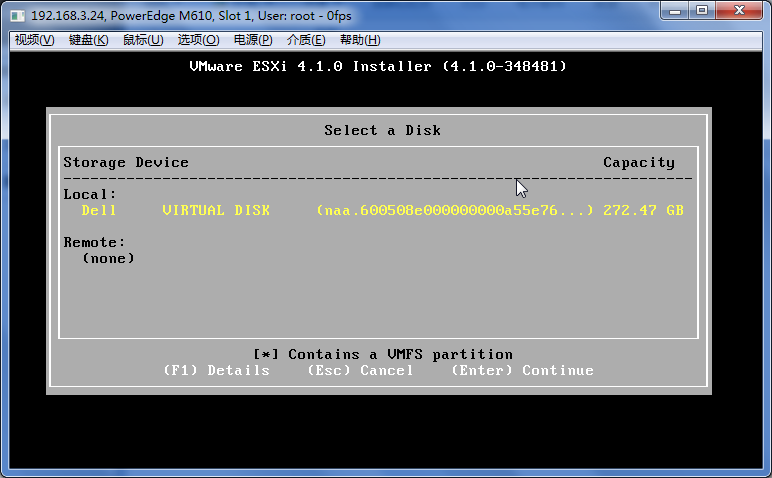 192.168.3.24, PowerEdge M610, Slot 1, User: root - 0fps
视频(V) 键盘(K) 鼠标(U) 选项(O) 电源(P) 介质(E) 帮助(H)
VMware ESXi 4.1.0 Installer (4.1.0-348481)
Select a Disk
Storage Device Capacity
Local:
Dell VIRTUAL DISK (naa.600508e000000000a55e76...) 272.47 GB
Remote:
(none)
[*] Contains a VMFS partition
(F1) Details (Esc) Cancel (Enter) Continue